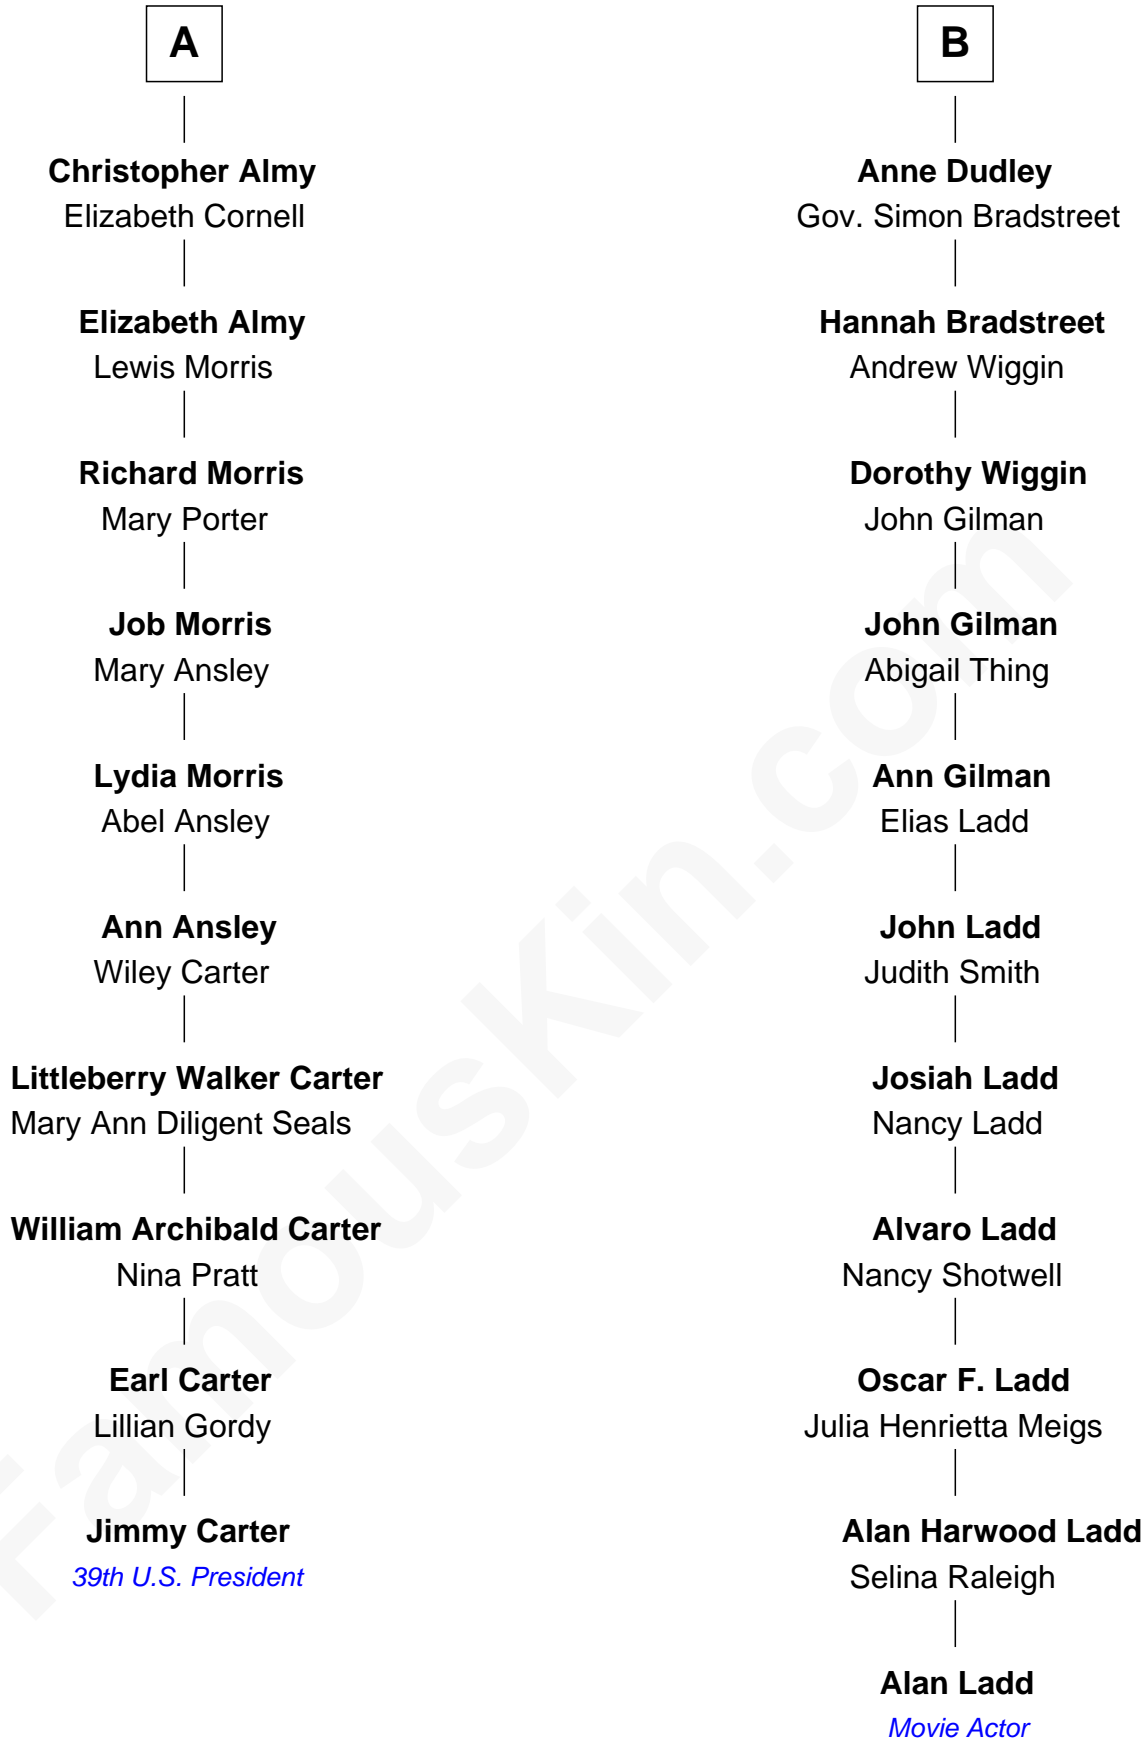 A
Christopher Almy
Elizabeth Cornell
Elizabeth Almy
Lewis Morris
Richard Morris
Mary Porter
Job Morris
Mary Ansley
Lydia Morris
Abel Ansley
Ann Ansley
Wiley Carter
Littleberry Walker Carter
Mary Ann Diligent Seals
William Archibald Carter
Nina Pratt
Earl Carter
Lillian Gordy
Jimmy Carter
39th U.S. President
B
Anne Dudley
Gov. Simon Bradstreet
Hannah Bradstreet
Andrew Wiggin
Dorothy Wiggin
John Gilman
John Gilman
Abigail Thing
Ann Gilman
Elias Ladd
John Ladd
Judith Smith
Josiah Ladd
Nancy Ladd
Alvaro Ladd
Nancy Shotwell
Oscar F. Ladd
Julia Henrietta Meigs
Alan Harwood Ladd
Selina Raleigh
Alan Ladd
Movie Actor
FamousKin.com